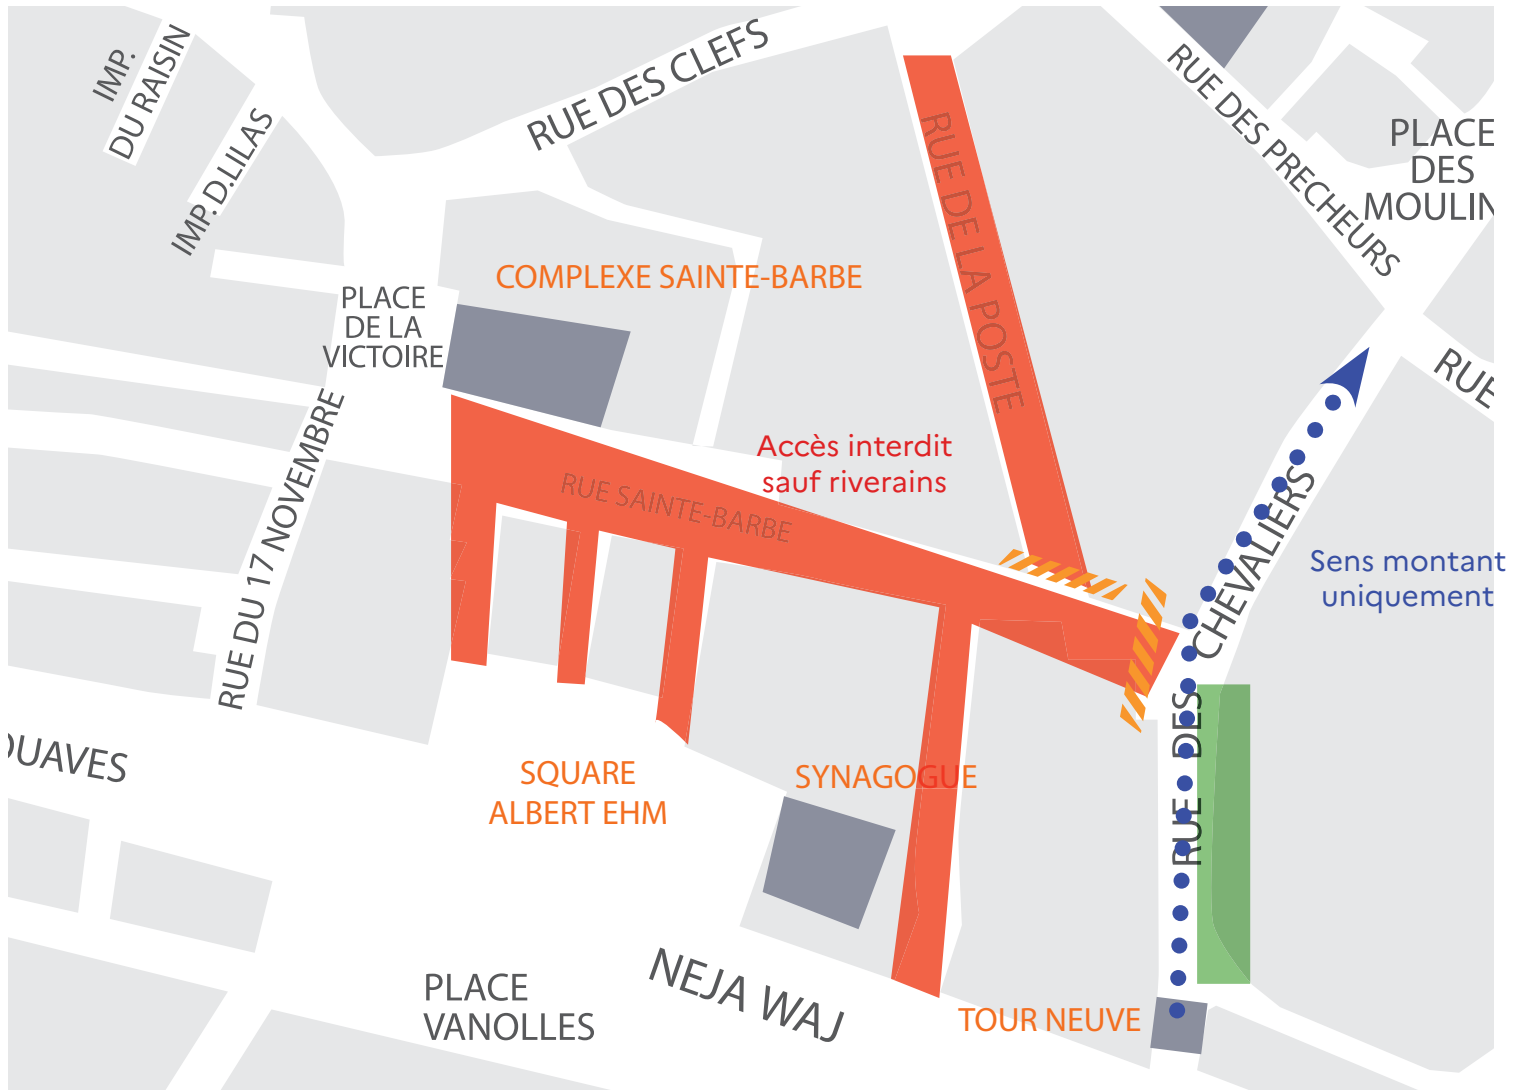 IMP.
DU RAISIN
IMP. D.LILAS
RUE DES CLEFS
RUE DE LA POSTE
RUE DES PRECHEURS
PLACE
DES
MOULIN
COMPLEXE SAINTE-BARBE
PLACE
DE LA
VICTOIRE
RUE
RUE DU 17 NOVEMBRE
Accès interdit
sauf riverains
RUE SAINTE-BARBE
RUE DES CHEVALIERS
Sens montant
uniquement
OUAVES
SQUARE
ALBERT EHM
SYNAGOGUE
NEJA WAJ
PLACE
VANOLLES
TOUR NEUVE